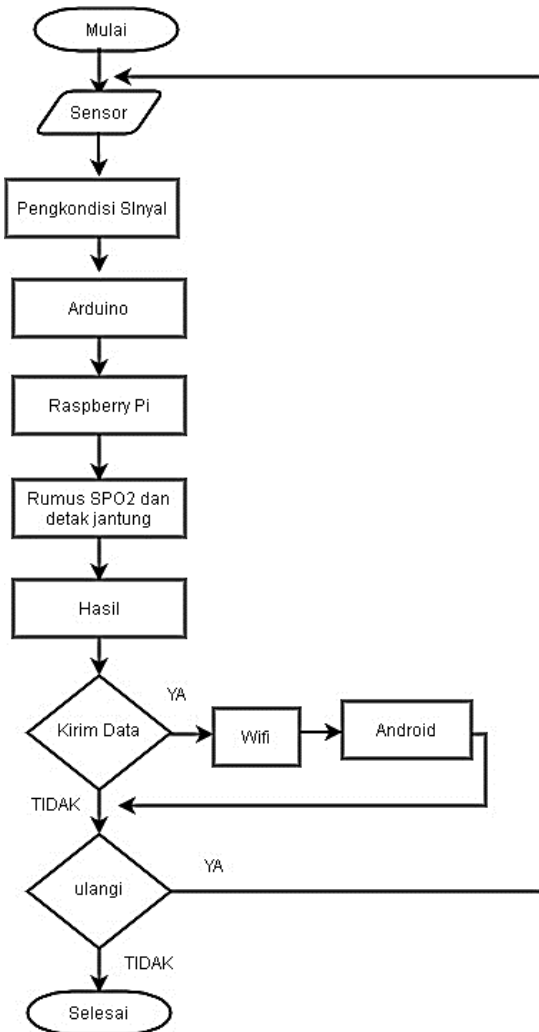 Mulai
Sensor
Pengkondisi SInyal
Arduino
Raspberry Pi
Rumus SPO2 dan
detak jantung
Hasil
Kirim Data
YA
Wifi
Android
TIDAK
ulangi
YA
TIDAK
Selesai